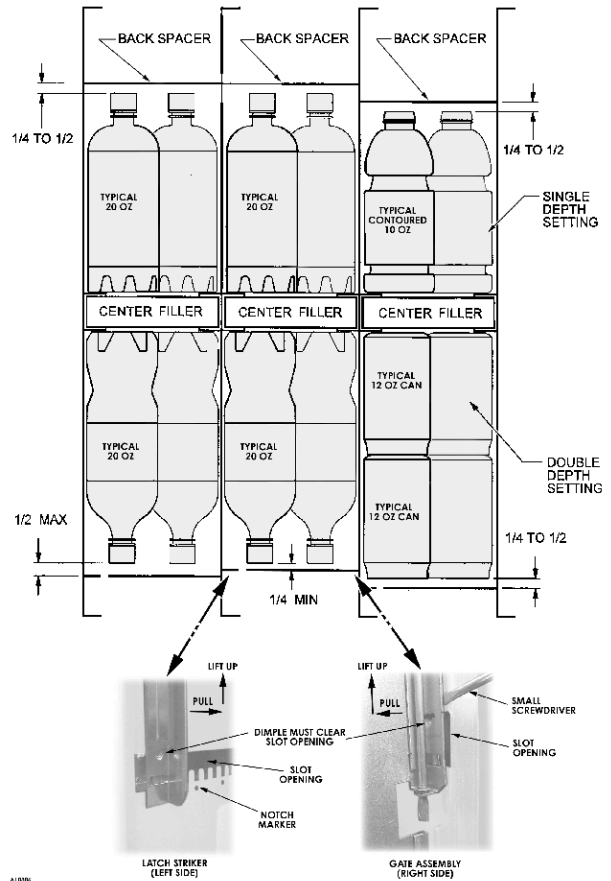 BACK SPACER
BACK SPACER
BACK SPACER
1/4 TO 1/2
1/4 TO 1/2
TYPICAL
20 OZ
TYPICAL
20 OZ
TYPICAL
CONTOURED
10 OZ
SINGLE
DEPTH
SETTING
CENTER FILLER
CENTER FILLER
CENTER FILLER
TYPICAL
12 OZ CAN
TYPICAL
20 OZ
TYPICAL
20 OZ
DOUBLE
DEPTH
SETTING
TYPICAL
12 OZ CAN
1/2 MAX
1/4 MIN
1/4 TO 1/2
LIFT UP
PULL
LIFT UP
PULL
SMALL
SCREWDRIVER
DIMPLE MUST CLEAR
SLOT OPENING
SLOT
OPENING
SLOT
OPENING
NOTCH
MARKER
LATCH STRIKER
(LEFT SIDE)
GATE ASSEMBLY
(RIGHT SIDE)